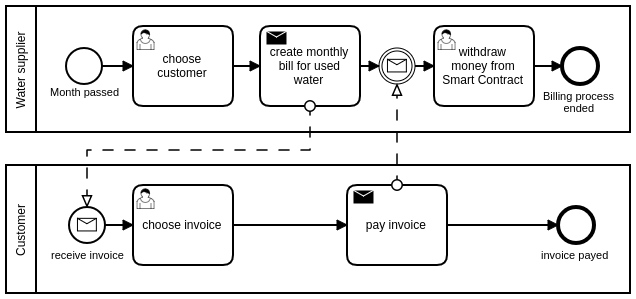 Water supplier
Month passed
choose
customer
create monthly
bill for used
water
withdraw
money from
Smart Contract
Billing process
ended
Customer
receive invoice
choose invoice
pay invoice
invoice payed